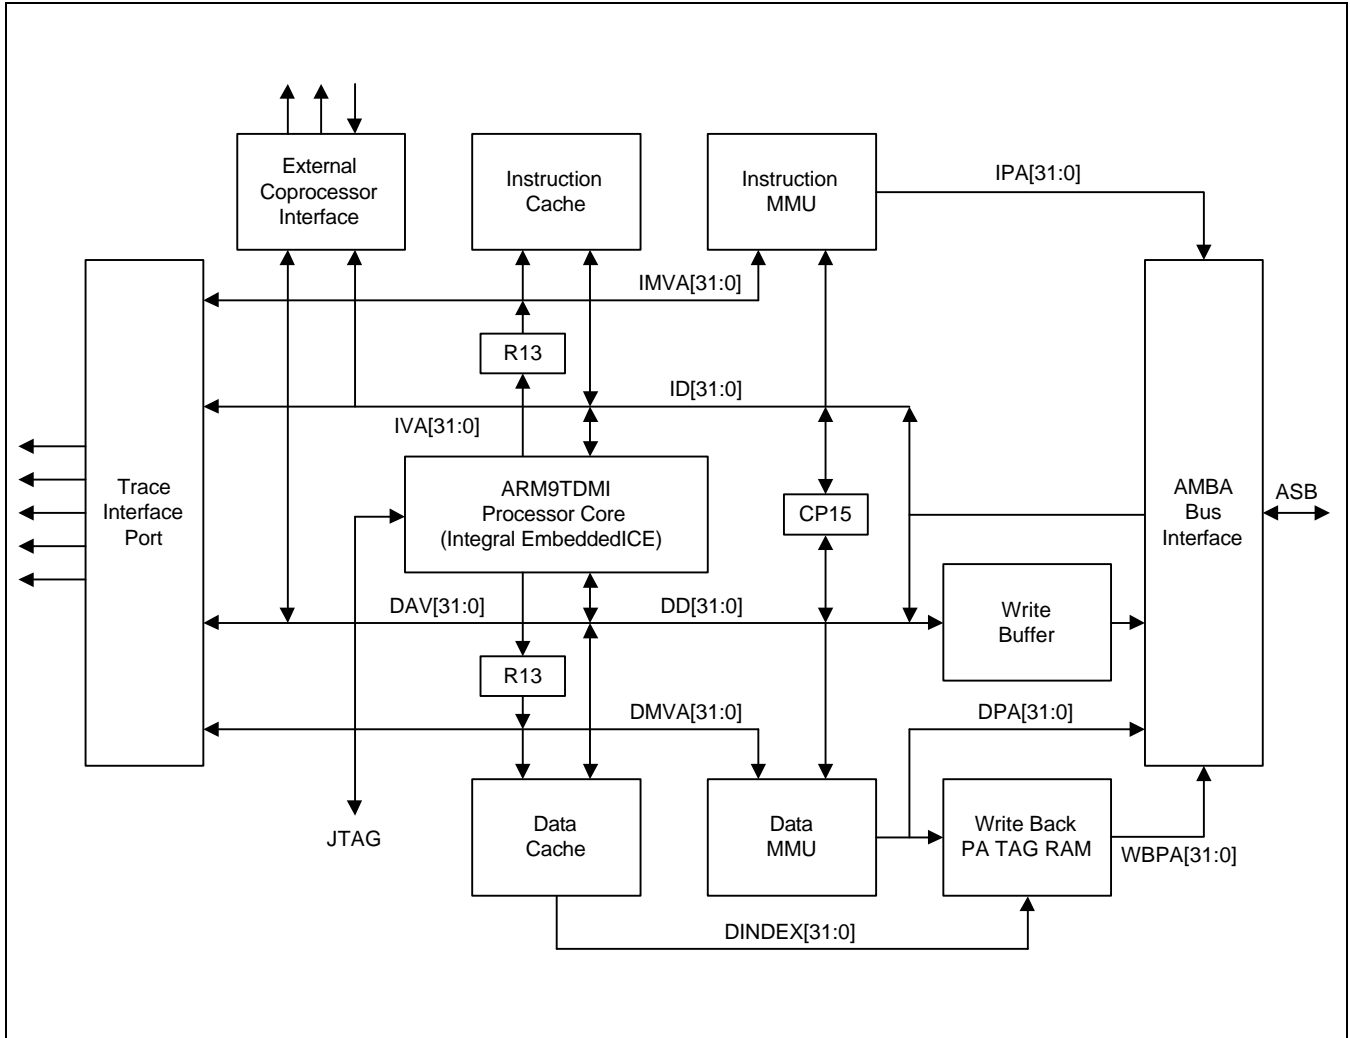 External
Coprocessor
Interface
Instruction
Cache
Instruction
MMU
IPA[31:0]
IMVA[31:0]
R13
ID[31:0]
IVA[31:0]
Trace
Interface
Port
ARM9TDMI
Processor Core
(Integral EmbeddedICE)
CP15
AMBA
Bus
Interface
ASB
DAV[31:0]
DD[31:0]
Write
Buffer
R13
DMVA[31:0]
DPA[31:0]
JTAG
Data
Cache
Data
MMU
Write Back
PA TAG RAM
WBPA[31:0]
DINDEX[31:0]